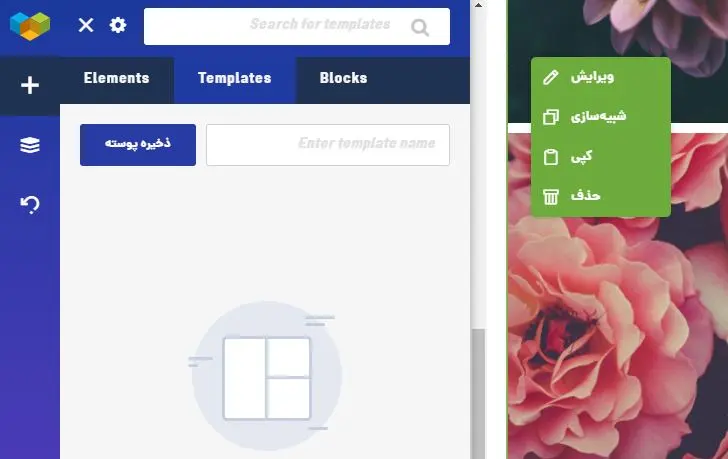 Search for templates
Elements
Templates
Blocks
ذخیره پوسته
Enter template name
ویرایش
شبیه‌سازی
کپی
حذف